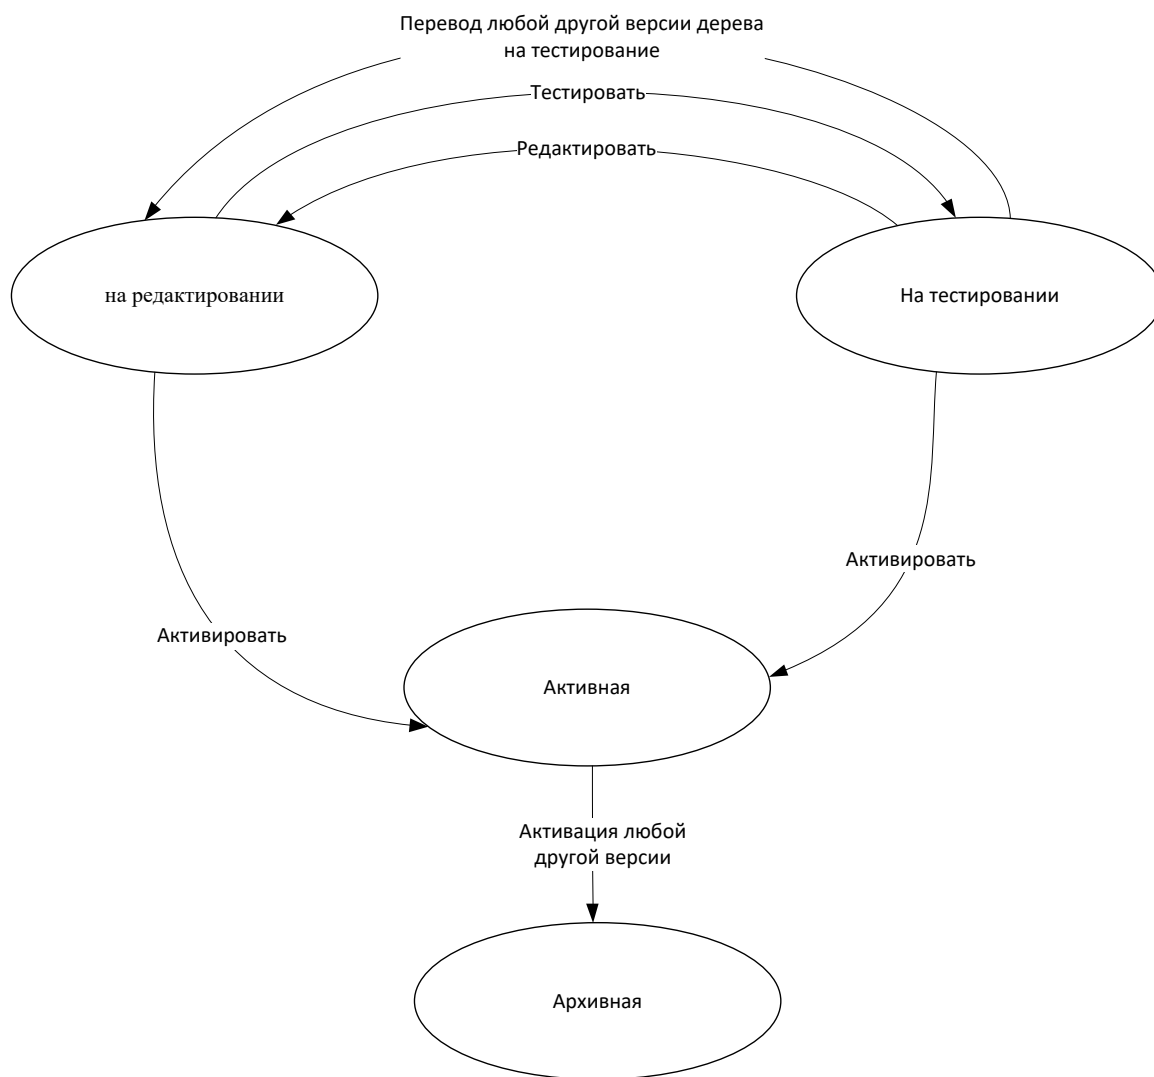 Перевод любой другой версии дерева
на тестирование
Тестировать
Редактировать
на редактировании
На тестировании
Активировать
Активировать
Активная
Активация любой
другой версии
Архивная